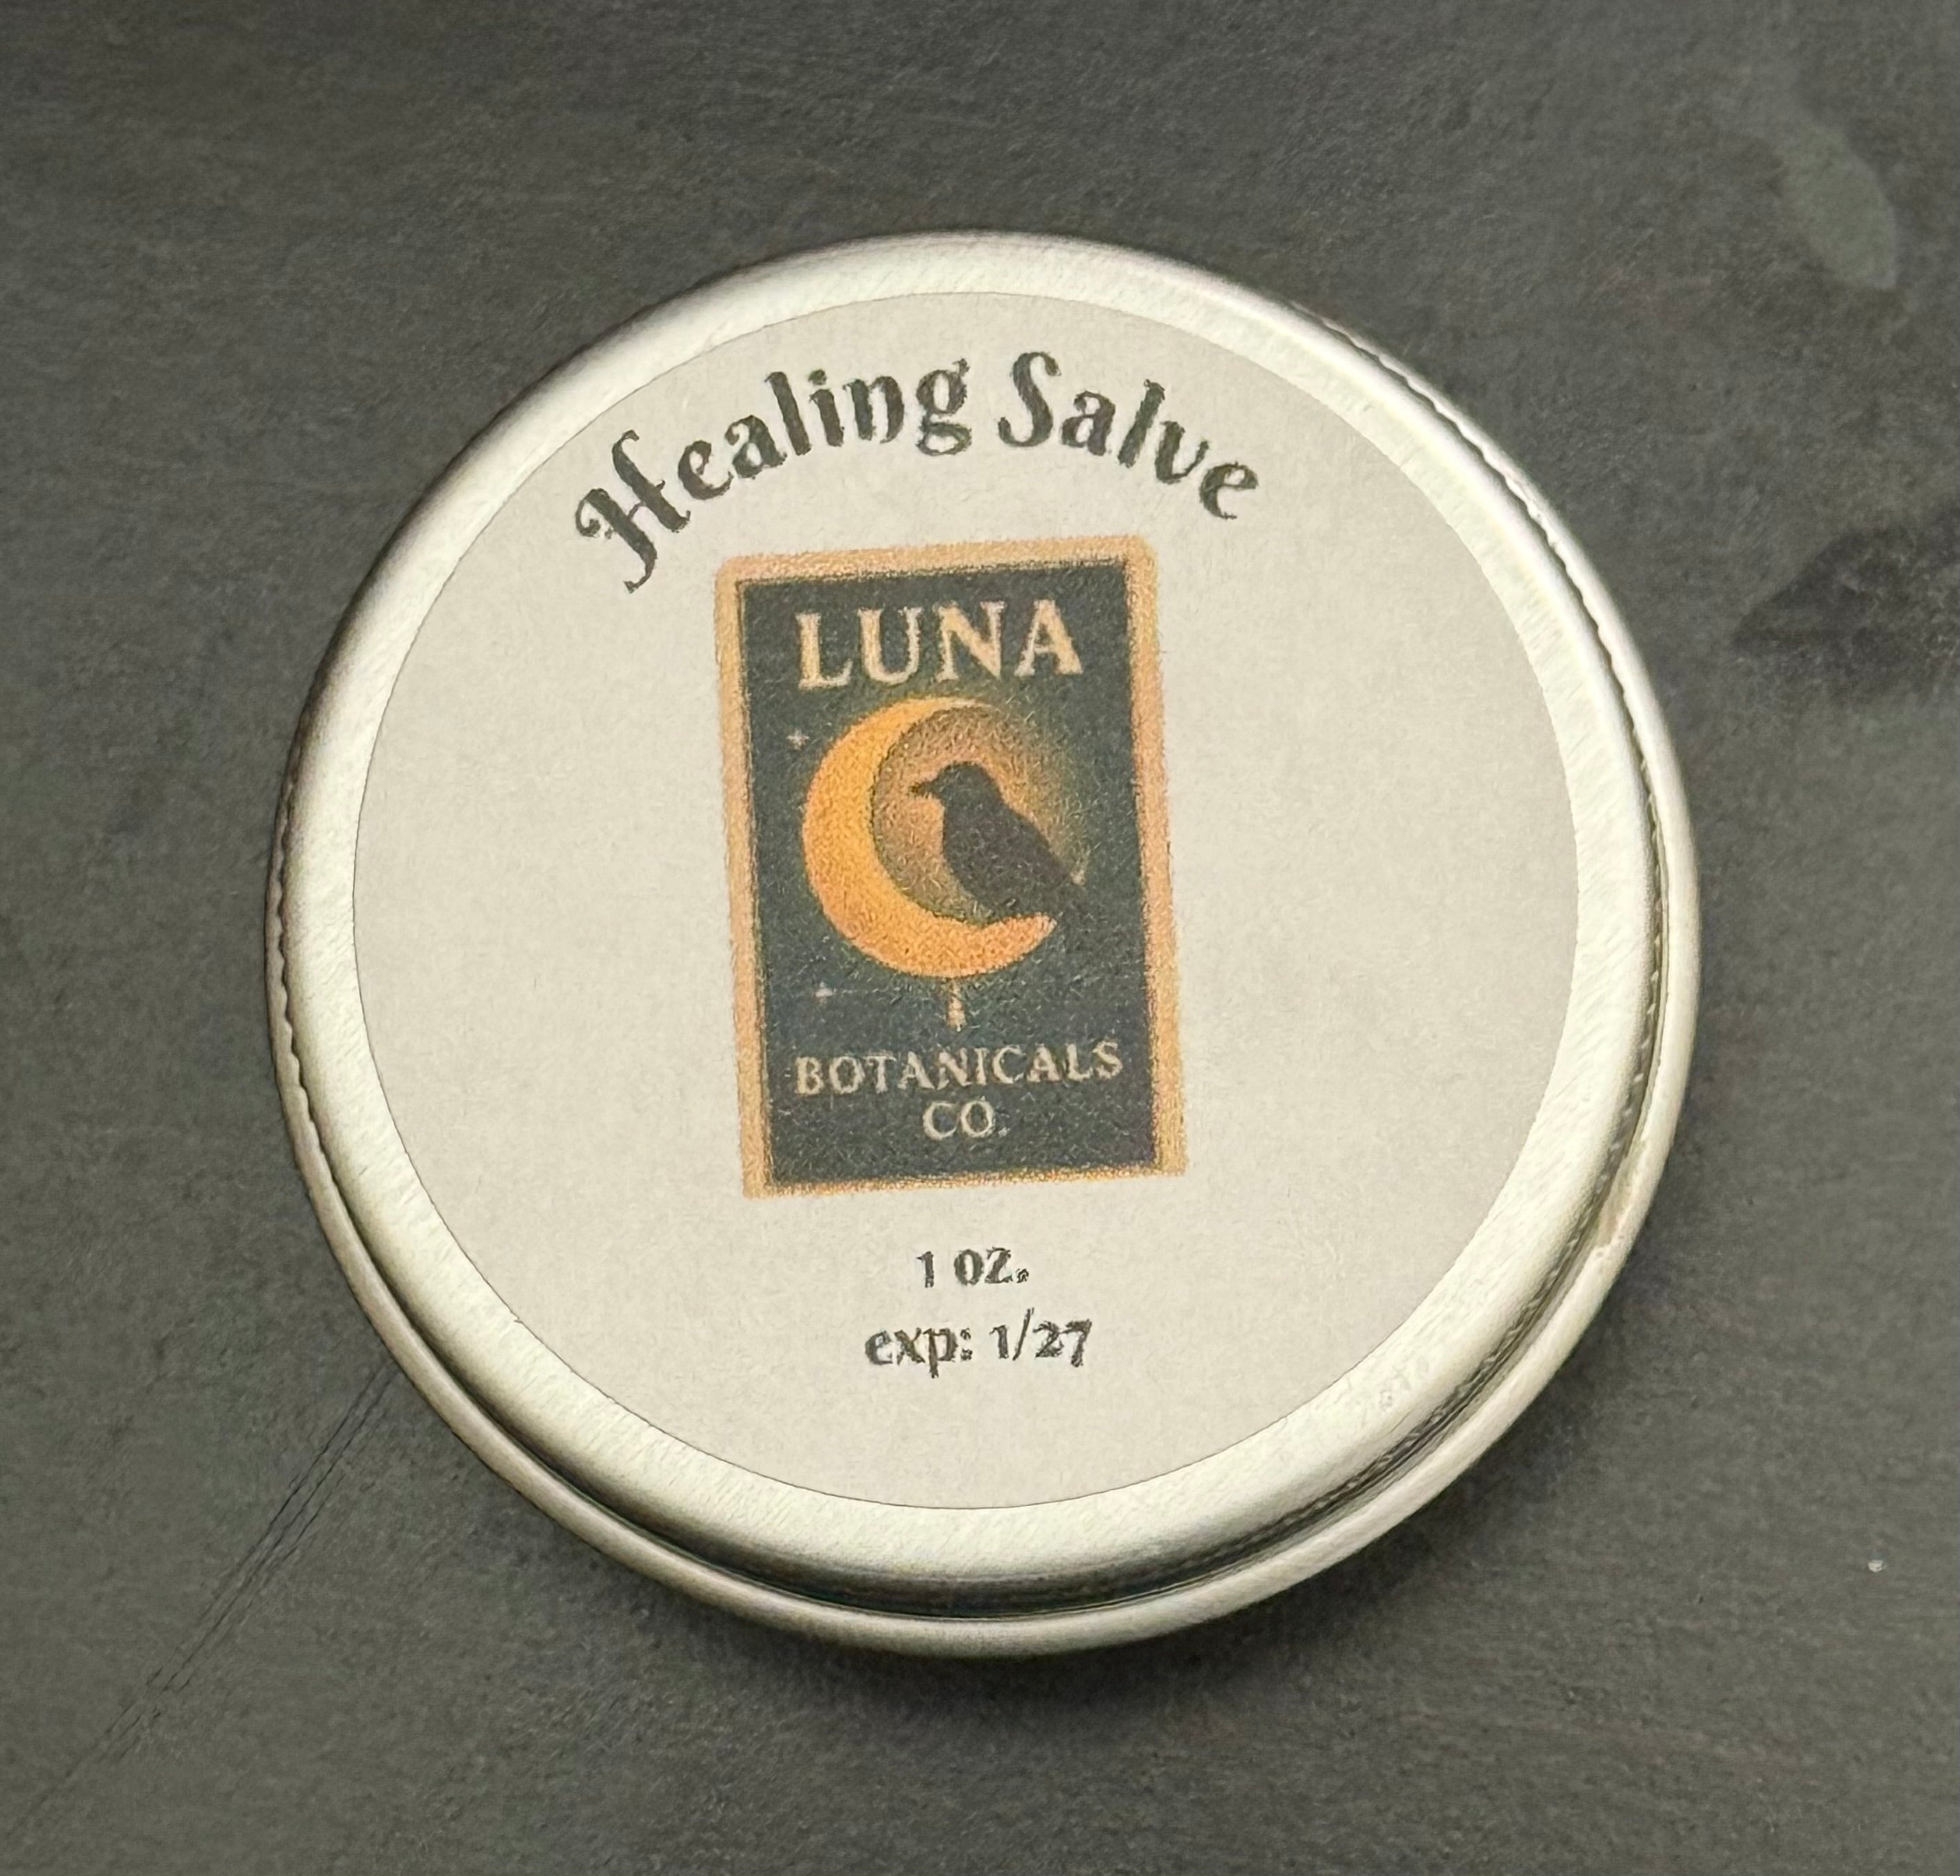 Healing Salve
LUNA
BOTANICALS
CO.
1 oz.
exp: 1/27